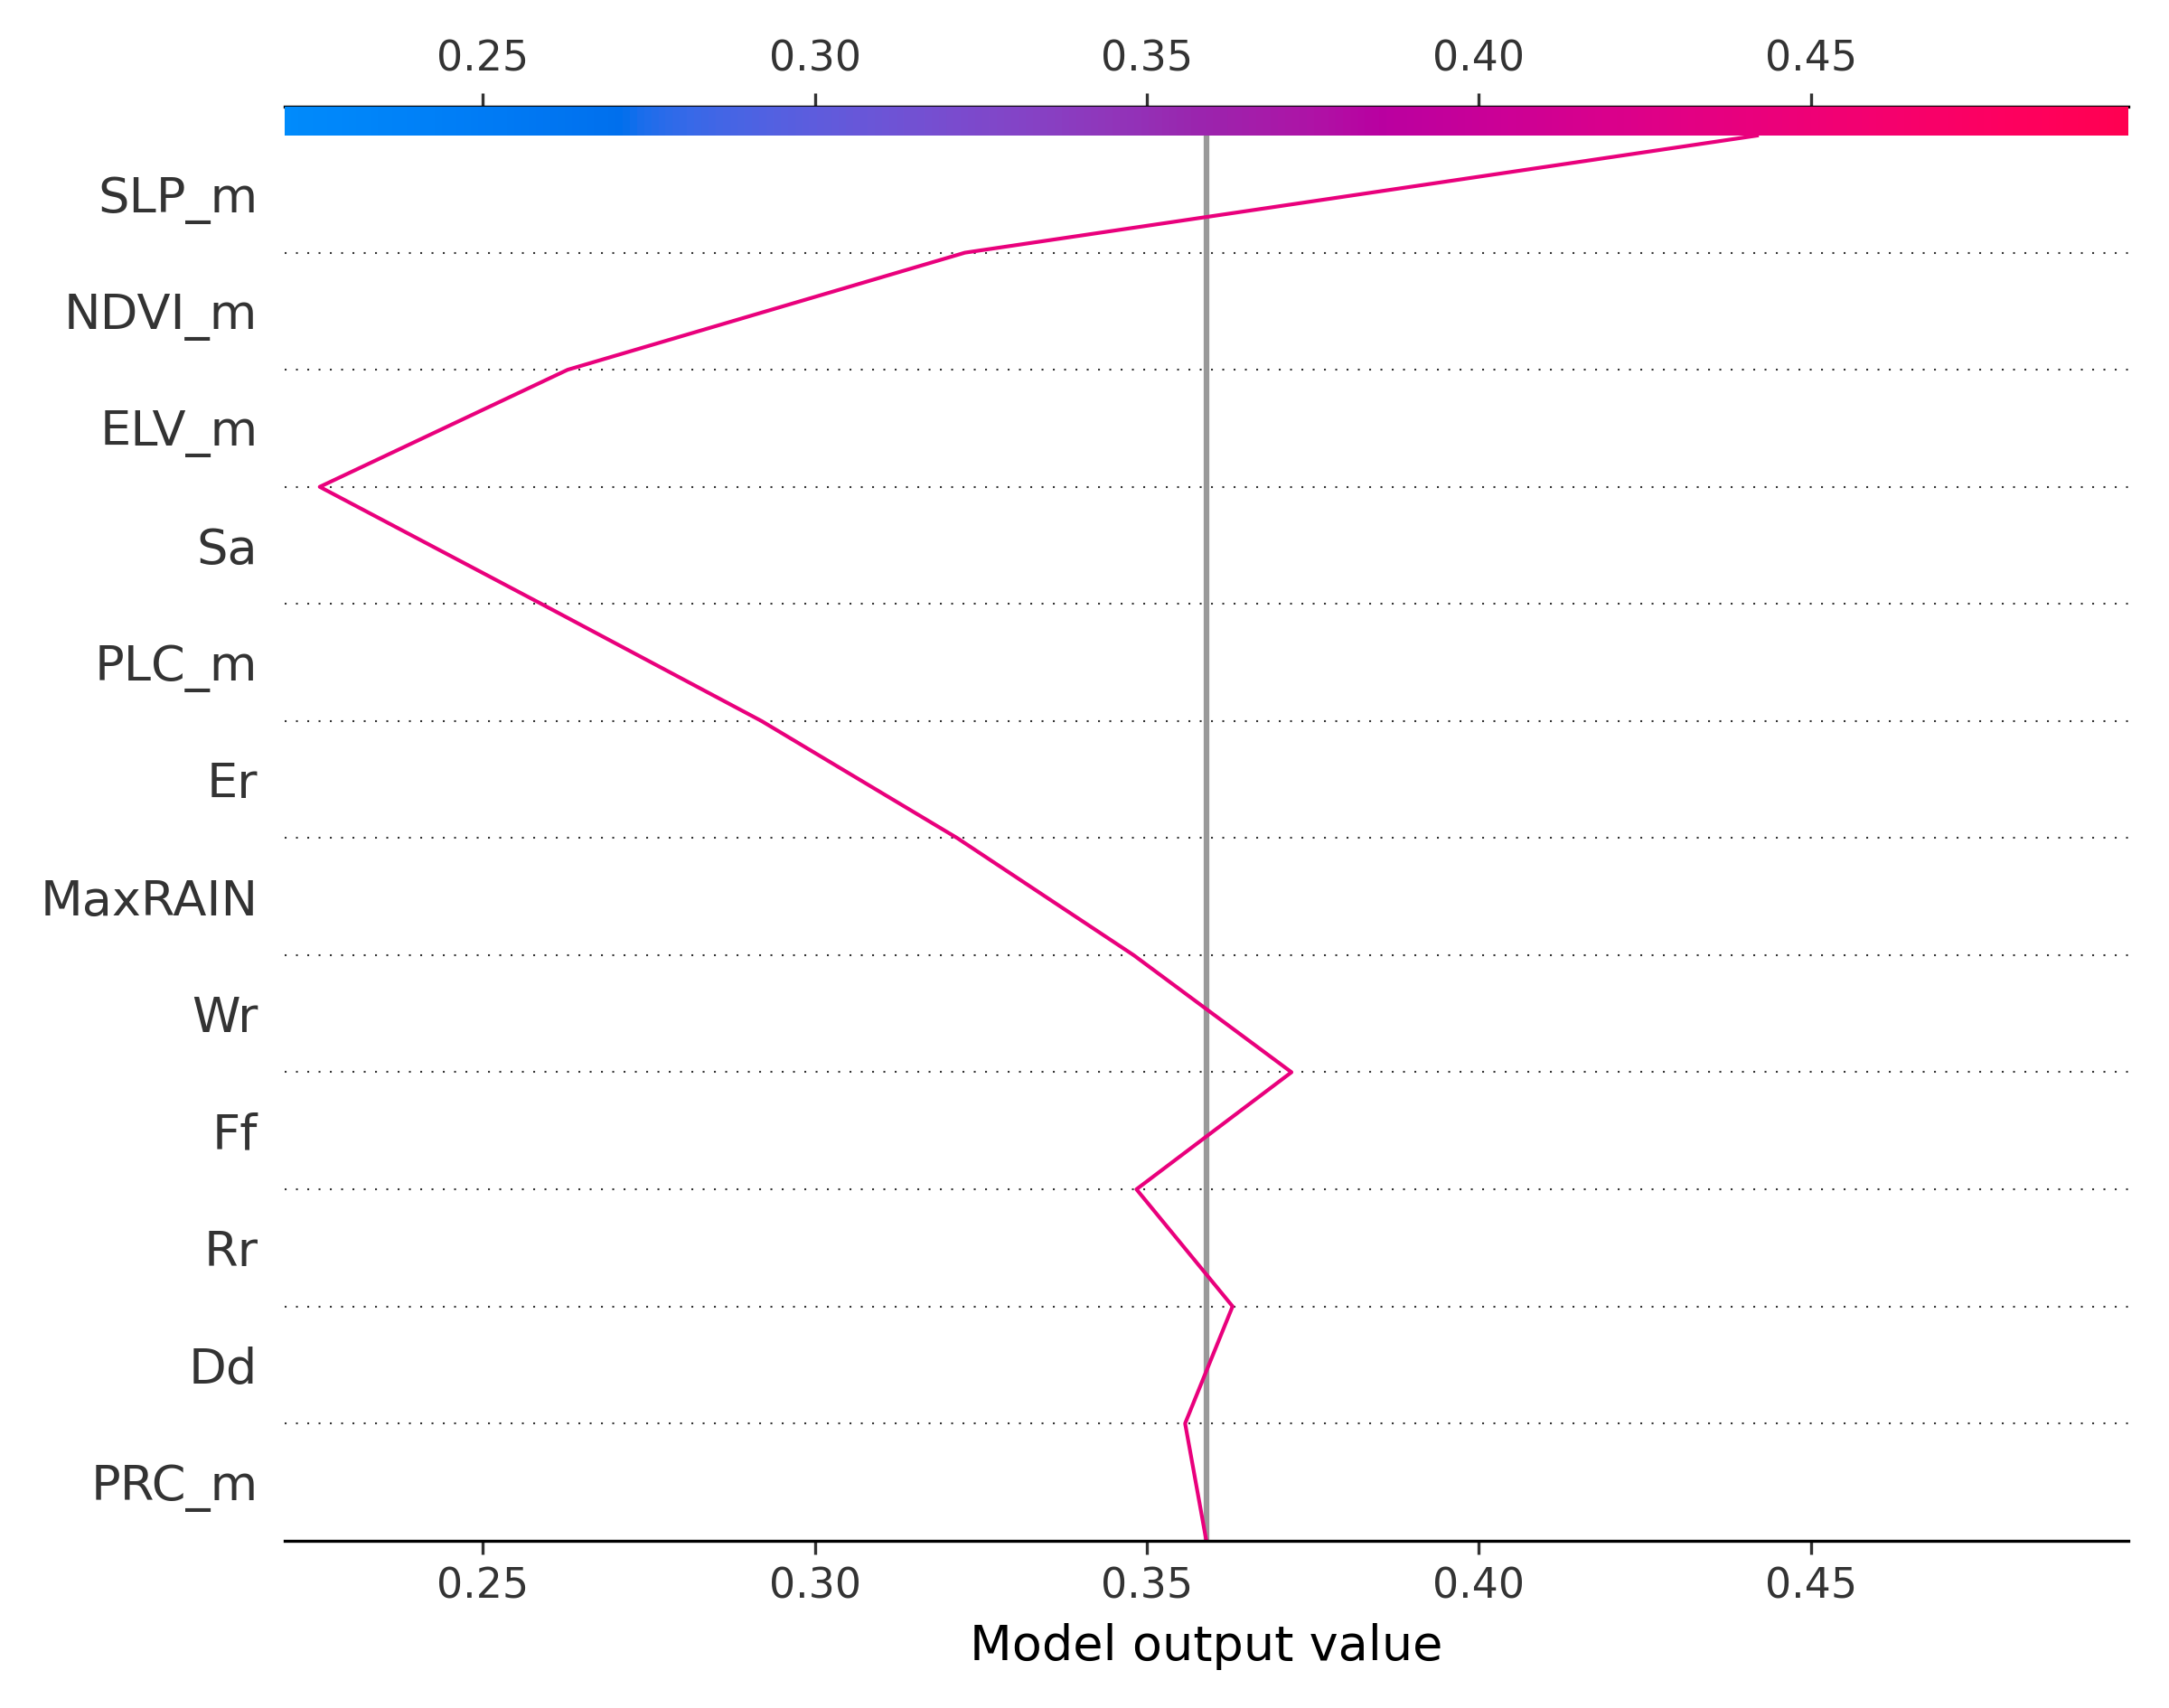 0.25 0.30 0.35 0.40 0.45
SLP_m
NDVI_m
ELV_m
Sa
PLC_m
Er
MaxRAIN
Wr
Ff
Rr
Dd
PRC_m
0.25 0.30 0.35 0.40 0.45
Model output value